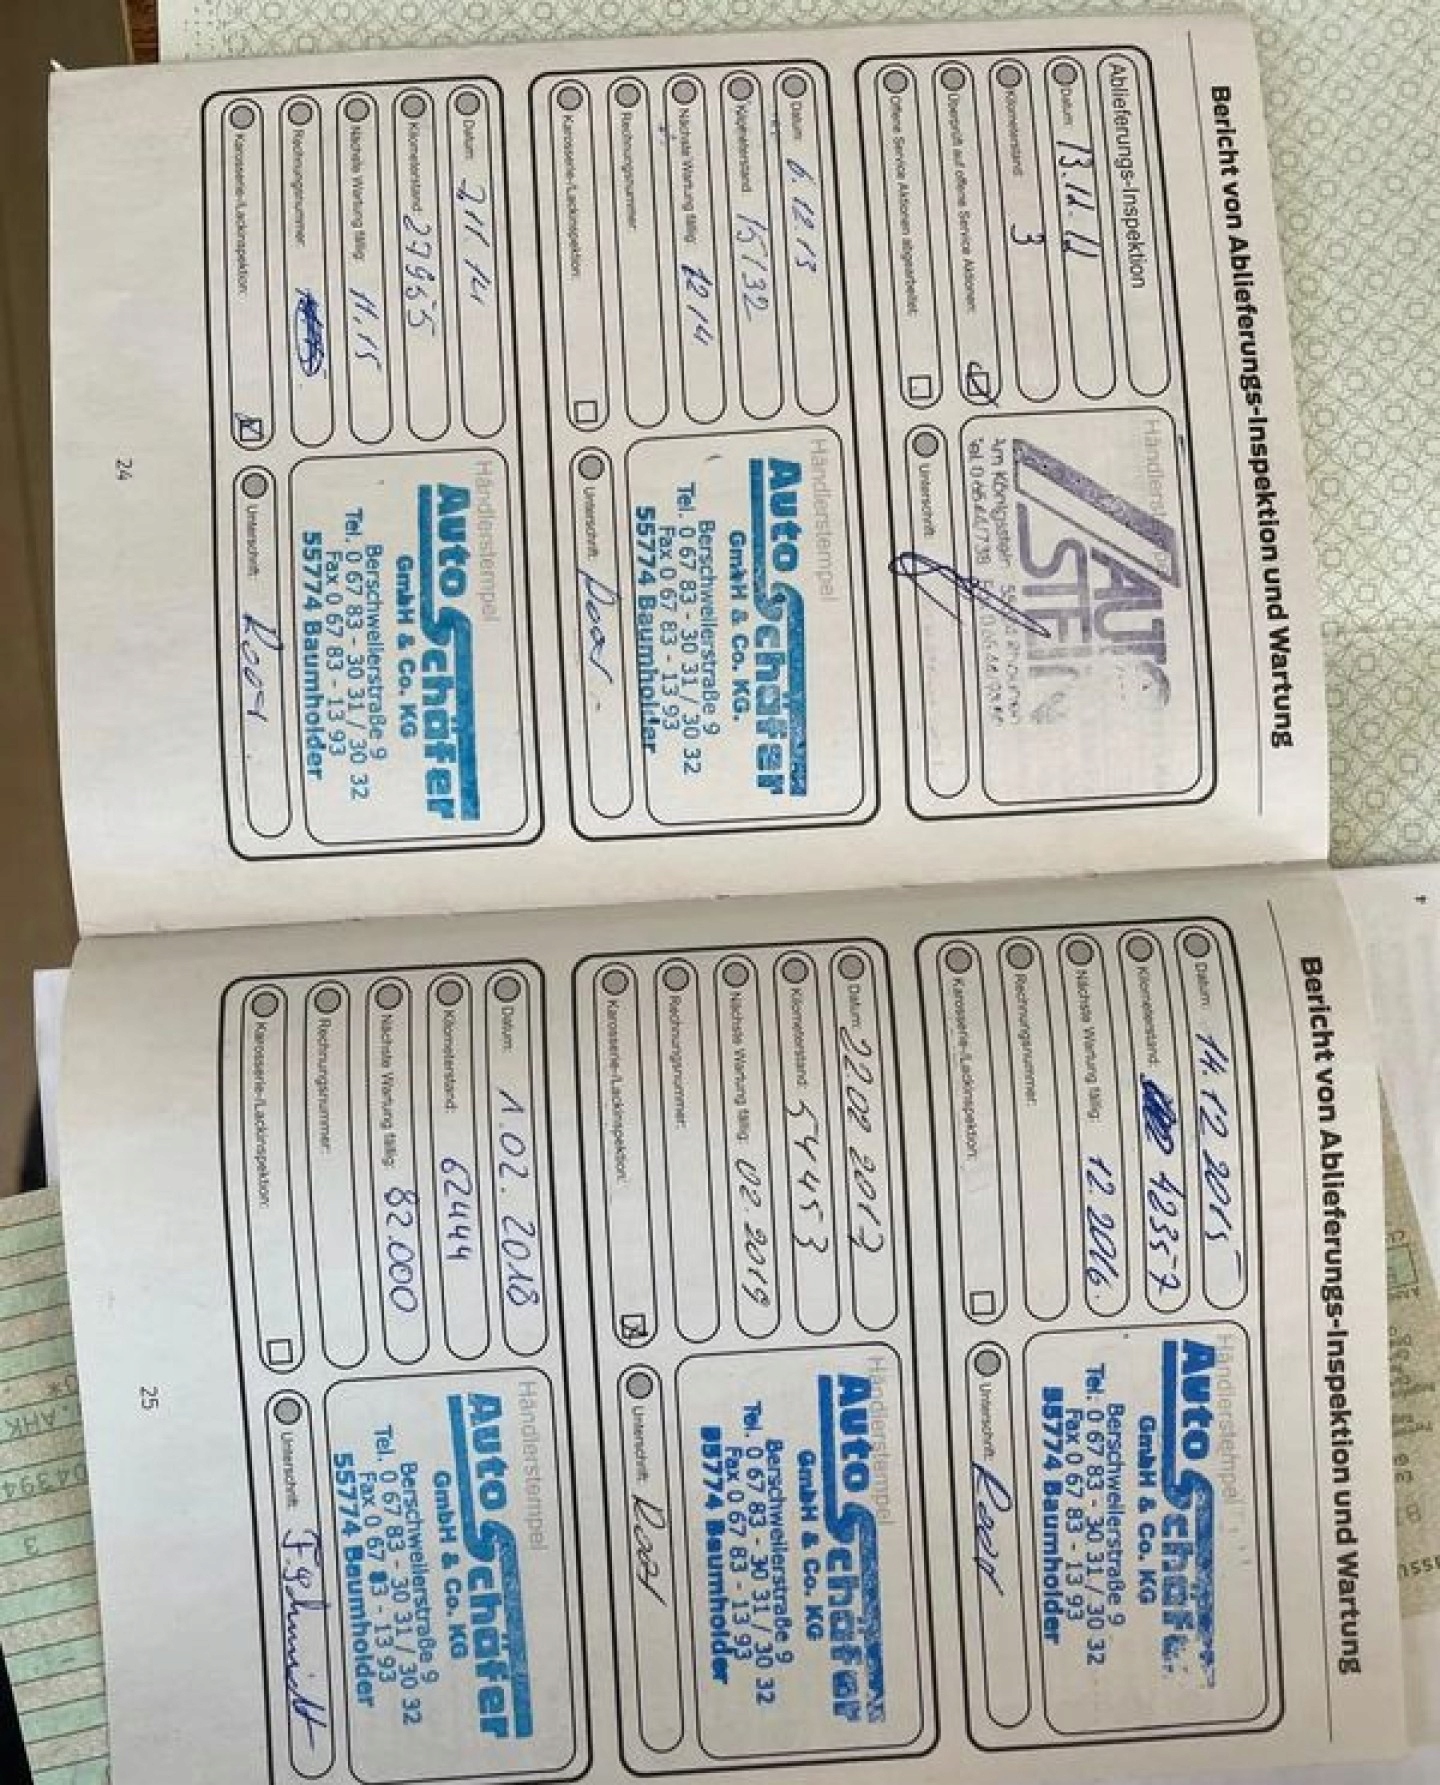 Bericht von Ablieferungs-Inspektion und Wartung
Ablieferungs-Inspektion
Datum: 13.12.12
Kilometerstand: 3
Überprüft auf offene Service Aktionen:
Offene Service Aktionen abgearbeitet:
Am Königstein
Unterschrift:
Datum: 6.12.13
Kilometerstand: 15132
Nächste Wartung fällig: 12 14
Rechnungsnummer:
Karosserie-/Lackinspektion:
Händlerstempel
Auto Schäfer
GmbH & Co. KG.
Berschweilerstraße 9
Tel. 0 67 83 - 30 31 / 30 32
Fax 0 67 83 - 13 93
55774 Baumholder
Unterschrift:
Datum:
Kilometerstand: 27955
Nächste Wartung fällig: 11.15
Rechnungsnummer:
Karosserie-/Lackinspektion:
Händlerstempel
Auto Schäfer
GmbH & Co. KG
Berschweilerstraße 9
Tel. 0 67 83 - 30 31 / 30 32
Fax 0 67 83 - 13 93
55774 Baumholder
Unterschrift:
24
Bericht von Ablieferungs-Inspektion und Wartung
Datum: 14.12 2015
Kilometerstand: 42357
Nächste Wartung fällig: 12.2016.
Rechnungsnummer:
Karosserie-/Lackinspektion:
Händlerstempel
Auto Schäfer
GmbH & Co. KG
Berschweilerstraße 9
Tel. 0 67 83 - 30 31 / 30 32
Fax 0 67 83 - 13 93
55774 Baumholder
Unterschrift:
Datum: 22.02 2017
Kilometerstand: 54453
Nächste Wartung fällig: 02.2019
Rechnungsnummer:
Karosserie-/Lackinspektion:
Händlerstempel
Auto Schäfer
GmbH & Co. KG
Berschweilerstraße 9
Tel. 0 67 83 - 30 31 / 30 32
Fax 0 67 83 - 13 93
55774 Baumholder
Unterschrift:
Datum: 1.02.2018
Kilometerstand: 62444
Nächste Wartung fällig: 82.000
Rechnungsnummer:
Karosserie-/Lackinspektion:
Händlerstempel
Auto Schäfer
GmbH & Co. KG
Berschweilerstraße 9
Tel. 0 67 83 - 30 31 / 30 32
Fax 0 67 83 - 13 93
55774 Baumholder
Unterschrift: F. Schmidt
25